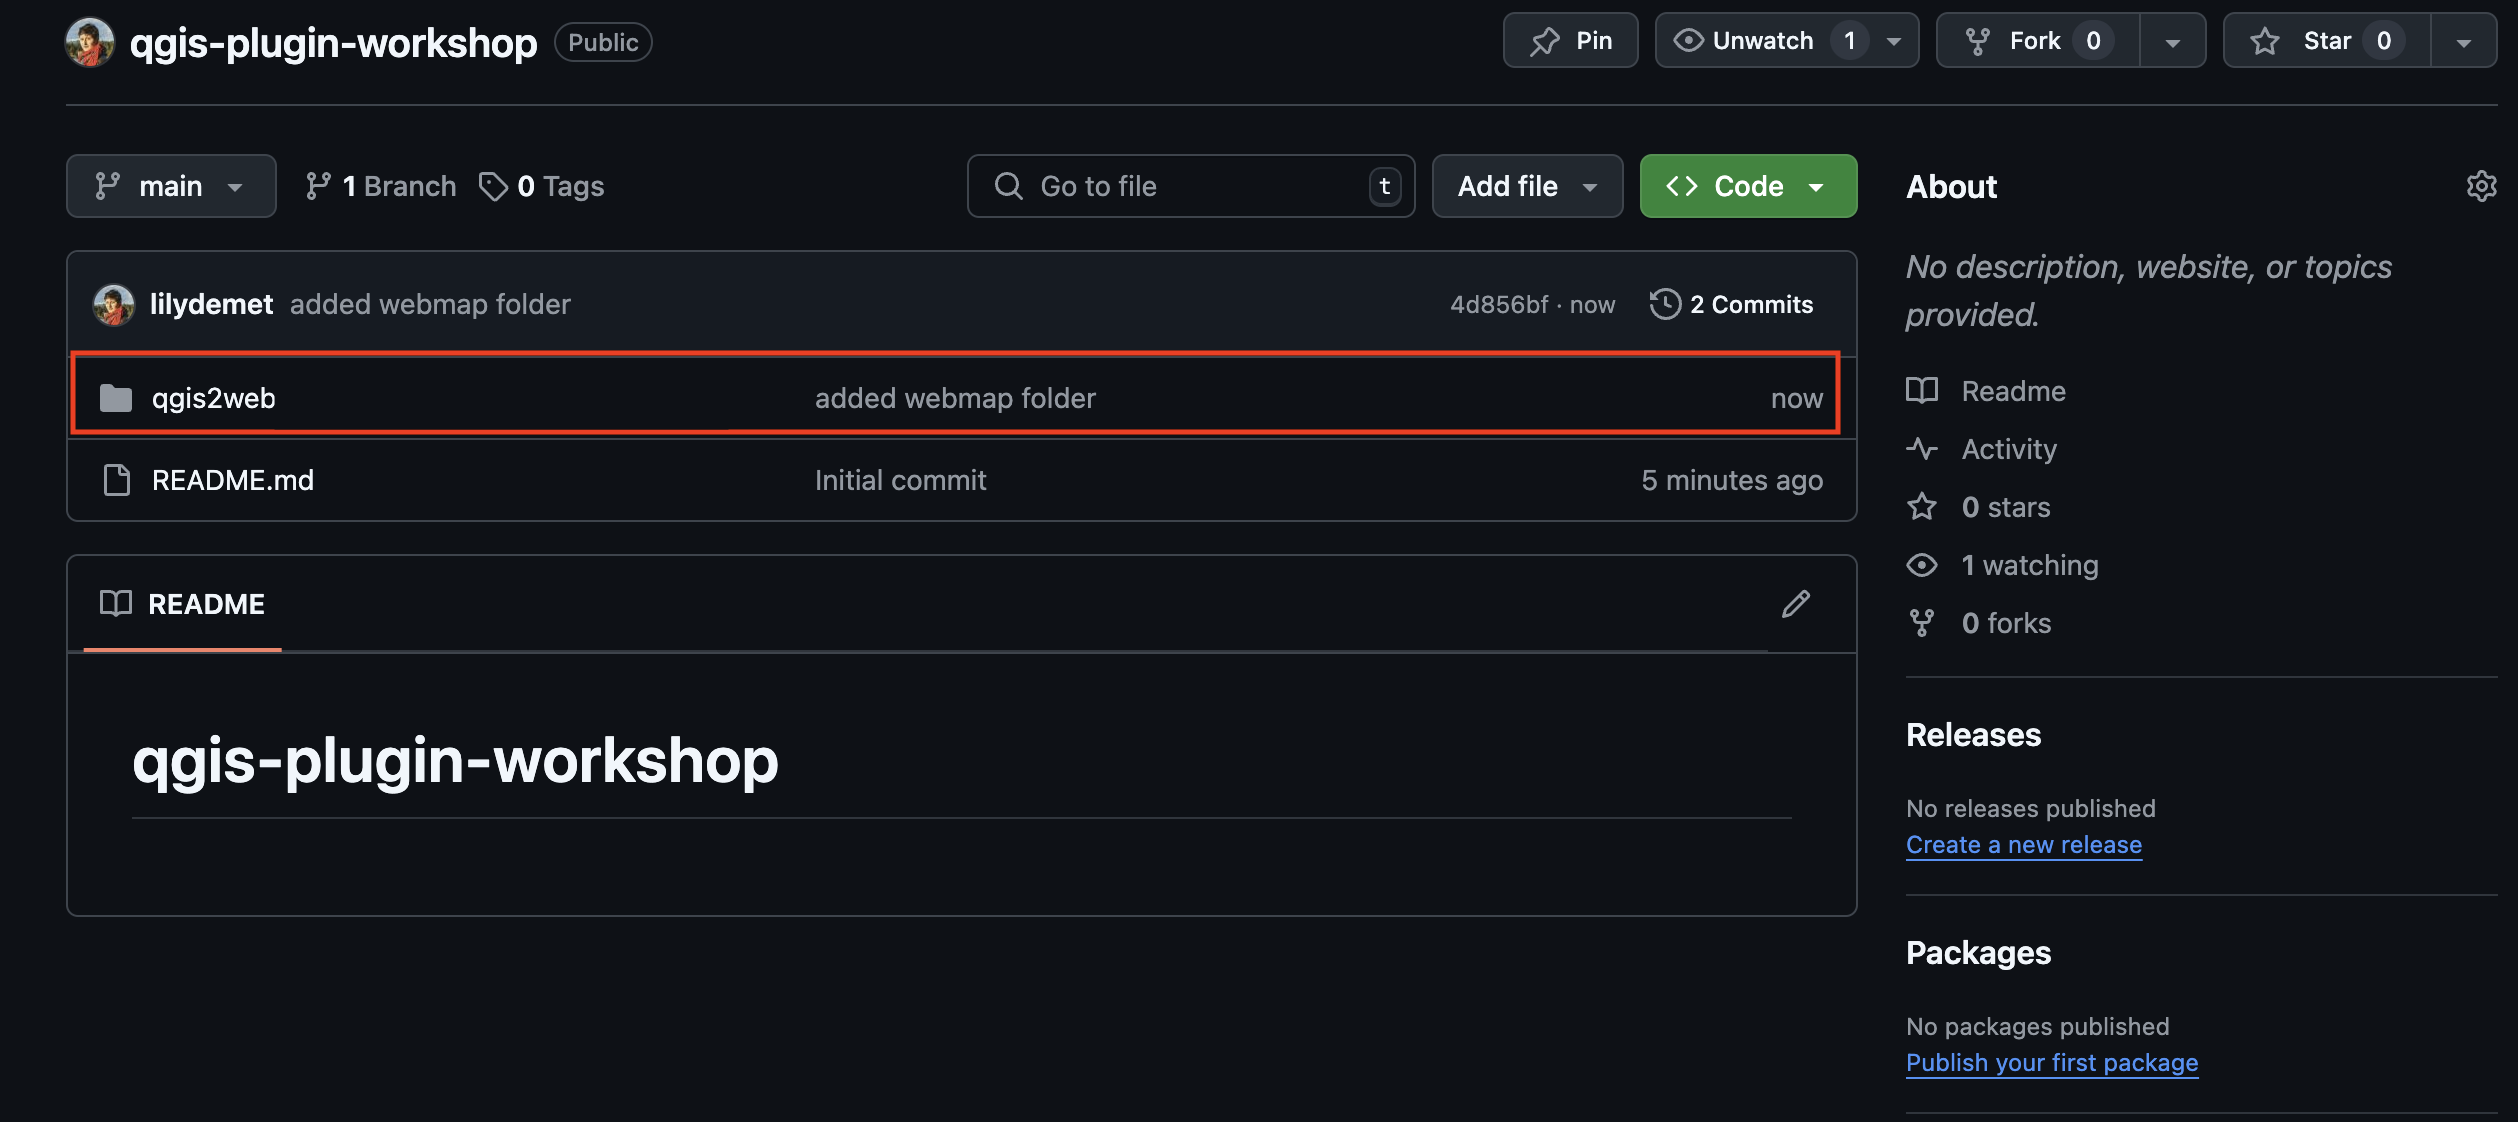 qgis-plugin-workshop Public Pin Unwatch 1 Fork 0 Star 0
main 1 Branch 0 Tags Go to file t Add file Code
lilydemet added webmap folder 4d856bf · now 2 Commits
qgis2web added webmap folder now
README.md Initial commit 5 minutes ago
README
qgis-plugin-workshop
About
No description, website, or topics
provided.
Readme
Activity
0 stars
1 watching
0 forks
Releases
No releases published
Create a new release
Packages
No packages published
Publish your first package